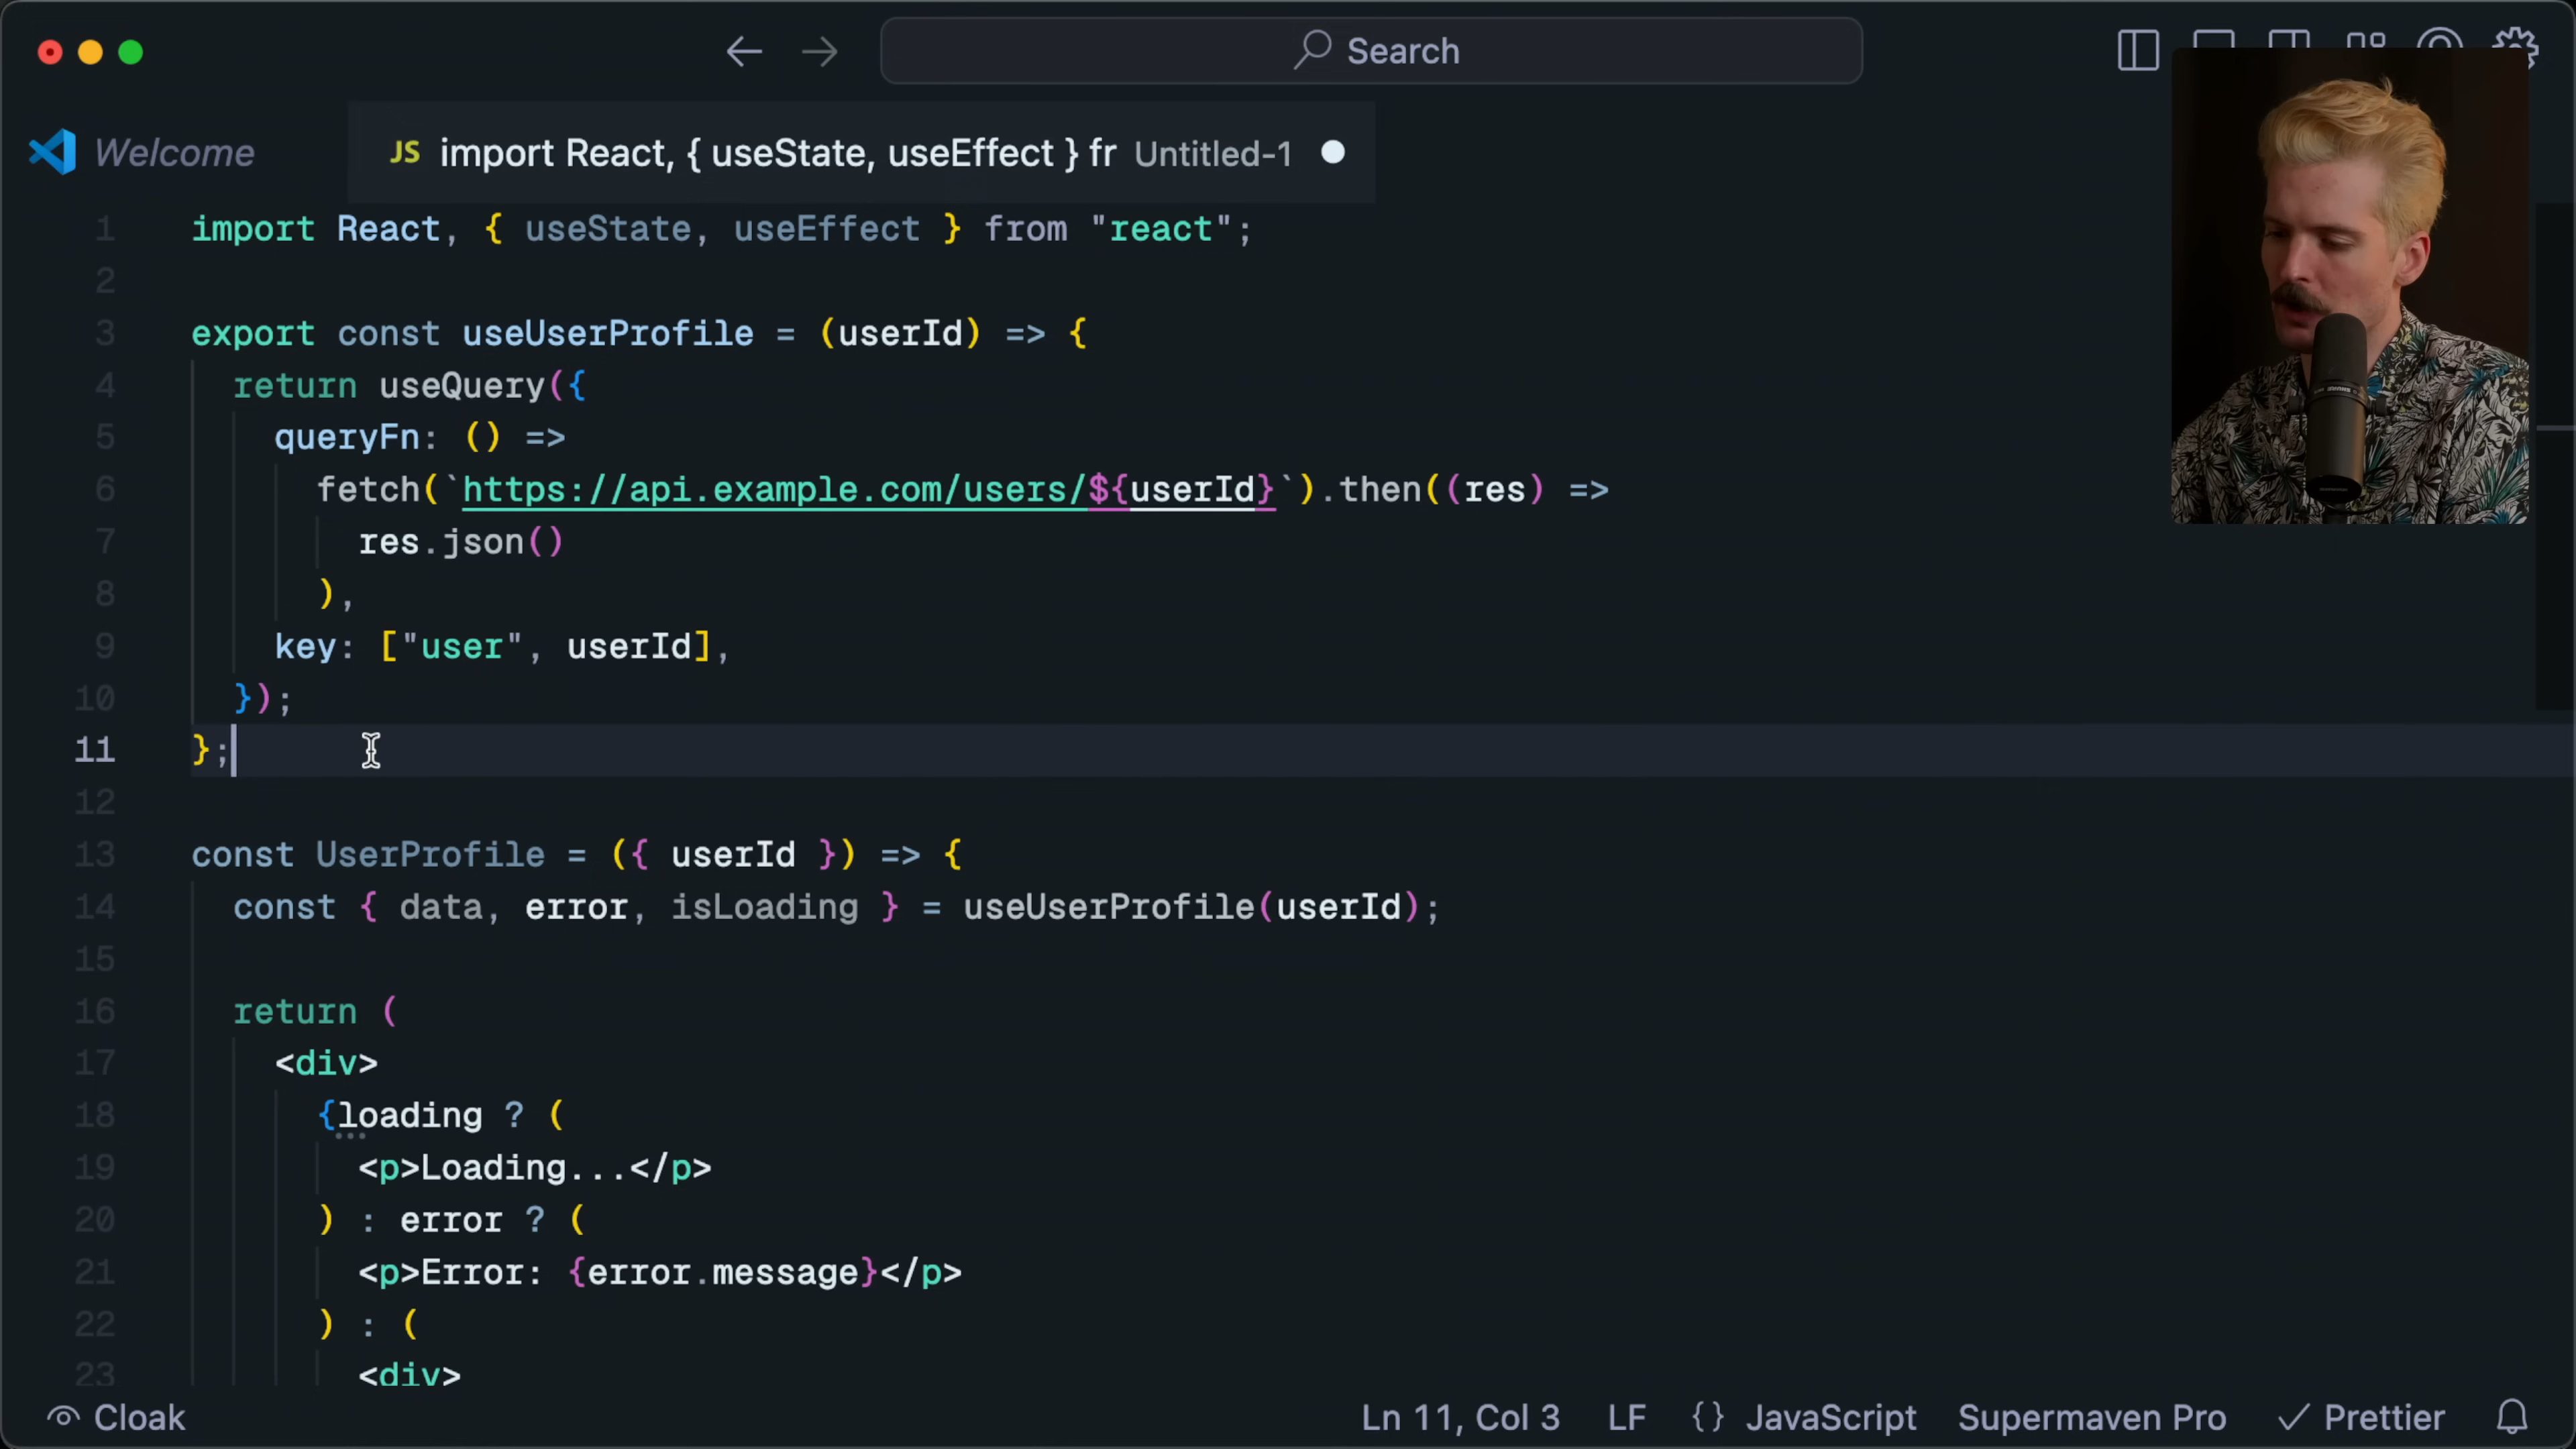 Search
Welcome
JS import React, { useState, useEffect } fr Untitled-1
1 import React, { useState, useEffect } from "react";
2
3 export const useUserProfile = (userId) => {
4 return useQuery({
5 queryFn: () =>
6 fetch(`https://api.example.com/users/${userId}`).then((res) =>
7 res.json()
8 ),
9 key: ["user", userId],
10 });
11 };
12
13 const UserProfile = ({ userId }) => {
14 const { data, error, isLoading } = useUserProfile(userId);
15
16 return (
17 <div>
18 {loading ? (
19 <p>Loading...</p>
20 ) : error ? (
21 <p>Error: {error.message}</p>
22 ) : (
23 <div>
Cloak Ln 11, Col 3 LF {} JavaScript Supermaven Pro Prettier